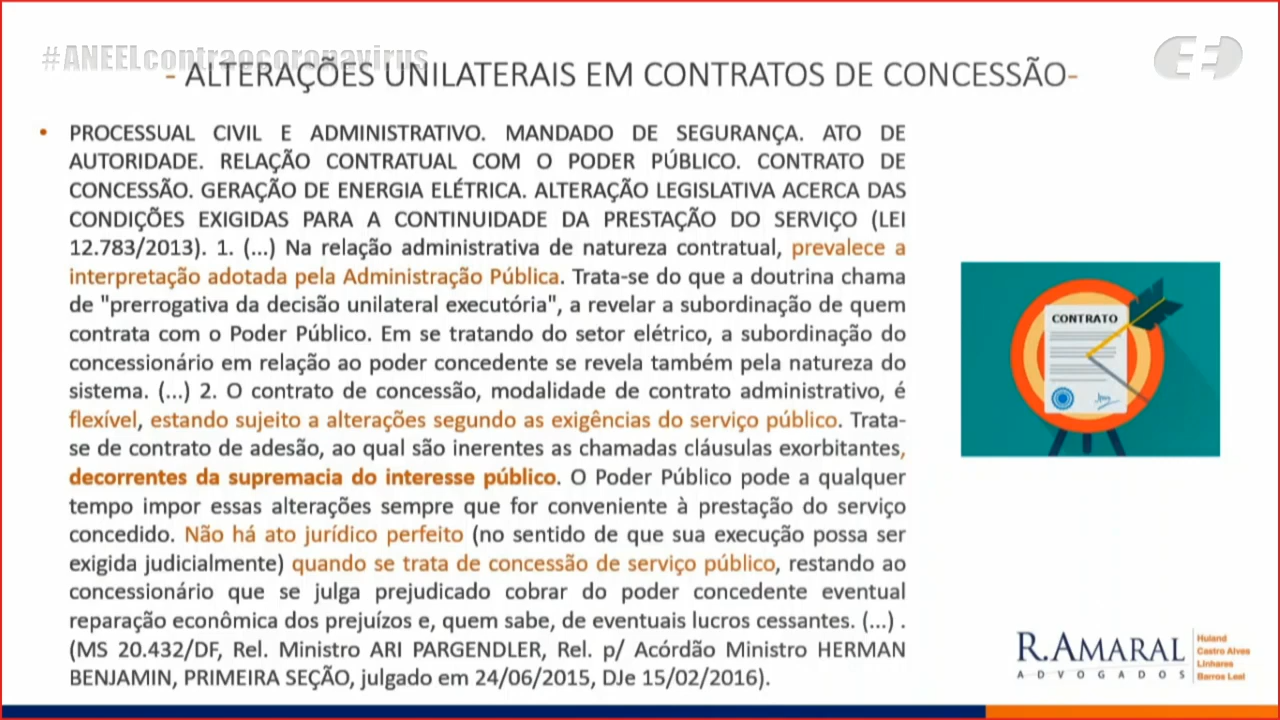 #ANEELcontraocoronavirus
- ALTERAÇÕES UNILATERAIS EM CONTRATOS DE CONCESSÃO-
• PROCESSUAL CIVIL E ADMINISTRATIVO. MANDADO DE SEGURANÇA. ATO DE
AUTORIDADE. RELAÇÃO CONTRATUAL COM O PODER PÚBLICO. CONTRATO DE
CONCESSÃO. GERAÇÃO DE ENERGIA ELÉTRICA. ALTERAÇÃO LEGISLATIVA ACERCA DAS
CONDIÇÕES EXIGIDAS PARA A CONTINUIDADE DA PRESTAÇÃO DO SERVIÇO (LEI
12.783/2013). 1. (...) Na relação administrativa de natureza contratual, prevalece a
interpretação adotada pela Administração Pública. Trata-se do que a doutrina chama
de "prerrogativa da decisão unilateral executória", a revelar a subordinação de quem
contrata com o Poder Público. Em se tratando do setor elétrico, a subordinação do
concessionário em relação ao poder concedente se revela também pela natureza do
sistema. (...) 2. O contrato de concessão, modalidade de contrato administrativo, é
flexível, estando sujeito a alterações segundo as exigências do serviço público. Trata-
se de contrato de adesão, ao qual são inerentes as chamadas cláusulas exorbitantes,
decorrentes da supremacia do interesse público. O Poder Público pode a qualquer
tempo impor essas alterações sempre que for conveniente à prestação do serviço
concedido. Não há ato jurídico perfeito (no sentido de que sua execução possa ser
exigida judicialmente) quando se trata de concessão de serviço público, restando ao
concessionário que se julga prejudicado cobrar do poder concedente eventual
reparação econômica dos prejuízos e, quem sabe, de eventuais lucros cessantes. (...) .
(MS 20.432/DF, Rel. Ministro ARI PARGENDLER, Rel. p/ Acórdão Ministro HERMAN
BENJAMIN, PRIMEIRA SEÇÃO, julgado em 24/06/2015, DJe 15/02/2016).
CONTRATO
R.AMARAL
ADVOGADOS
Huland
Castro Alves
Linhares
Barros Leal